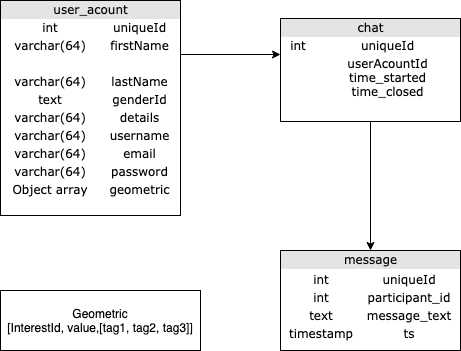 user_acount
int uniqueId
varchar(64) firstName
varchar(64) lastName
text genderId
varchar(64) details
varchar(64) username
varchar(64) email
varchar(64) password
Object array geometric
chat
int uniqueId
userAcountId
time_started
time_closed
message
int uniqueId
int participant_id
text message_text
timestamp ts
Geometric
[InterestId, value,[tag1, tag2, tag3]]